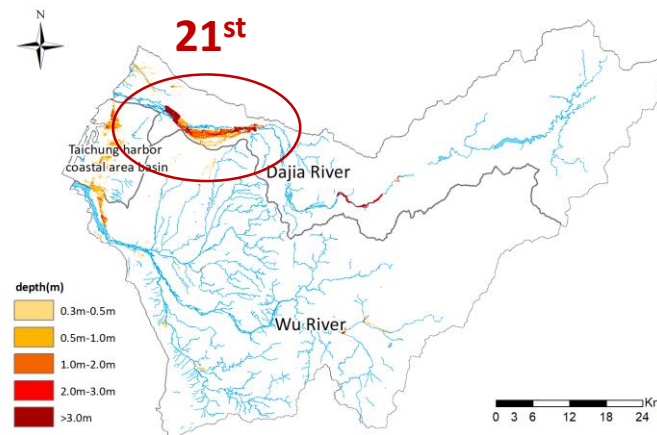 21st
N
Taichung harbor
coastal area basin
Dajia River
Wu River
depth(m)
0.3m-0.5m
0.5m-1.0m
1.0m-2.0m
2.0m-3.0m
>3.0m
Km
0 3 6 12 18 24